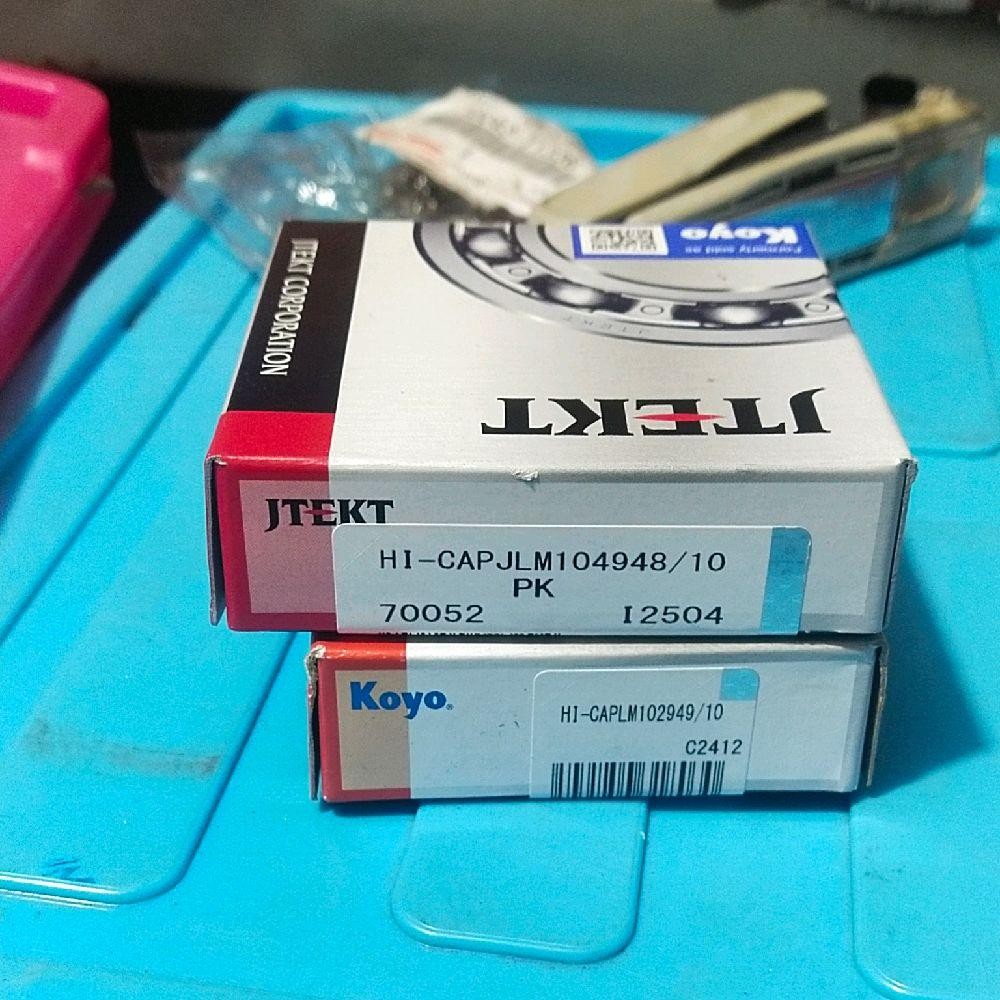 Formerly sold as
Koyo
JTEKT CORPORATION
JTEKT
JTEKT
JTEKT
HI-CAPJLM104948/10
PK
70052 I2504
Koyo®
HI-CAPLM102949/10
C2412